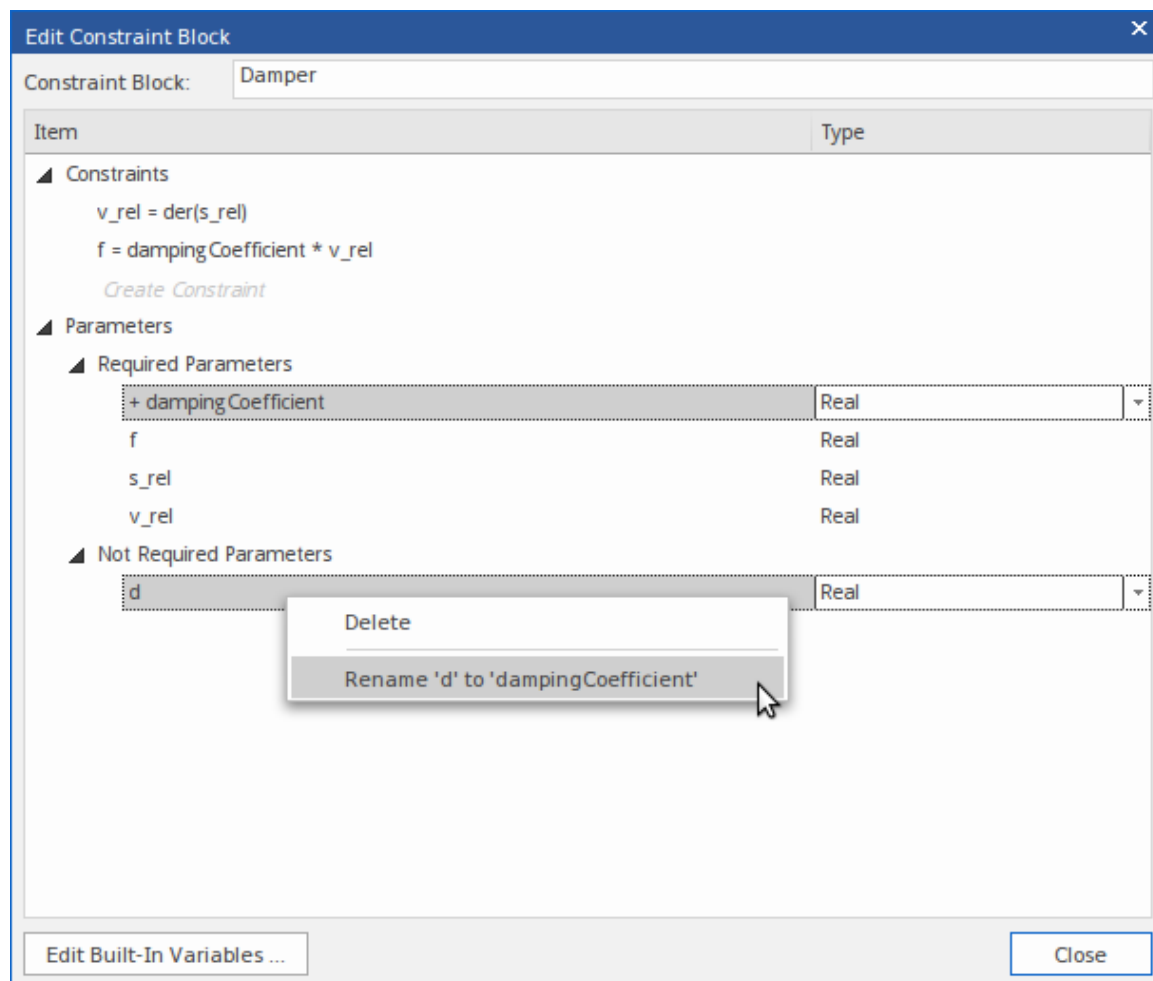 Edit Constraint Block
Constraint Block: Damper
Item Type
Constraints
v_rel = der(s_rel)
f = dampingCoefficient * v_rel
Create Constraint
Parameters
Required Parameters
+ dampingCoefficient Real
f Real
s_rel Real
v_rel Real
Not Required Parameters
d Real
Delete
Rename 'd' to 'dampingCoefficient'
Edit Built-In Variables ... Close